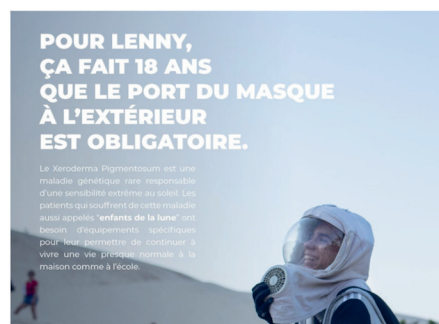 POUR LENNY,
ÇA FAIT 18 ANS
QUE LE PORT DU MASQUE
À L'EXTÉRIEUR
EST OBLIGATOIRE.
Le Xeroderma Pigmentosum est une
maladie génétique rare responsable
d'une sensibilité extrême au soleil. Les
patients qui souffrent de cette maladie
aussi appelés "enfants de la lune" ont
besoin d'équipements spécifiques
pour leur permettre de continuer à
vivre une vie presque normale à la
maison comme à l'école.